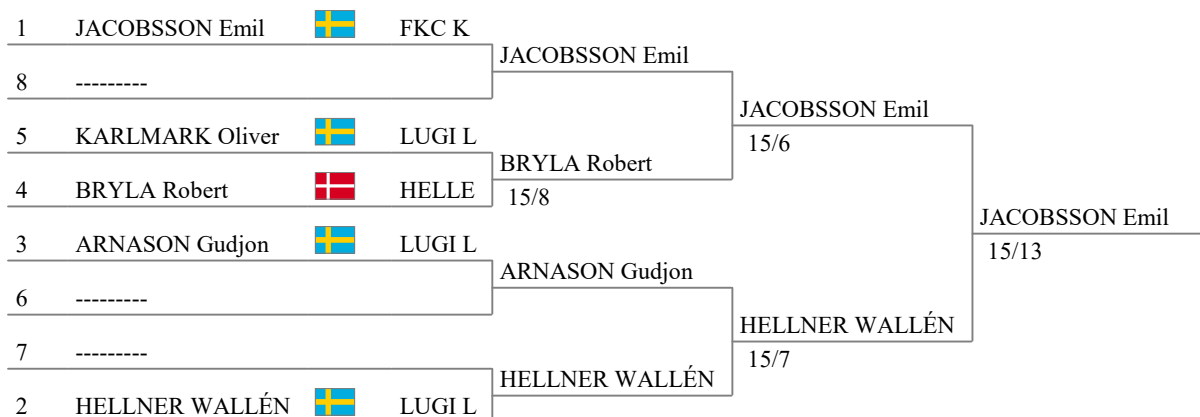 1 JACOBSSON Emil FKC K
JACOBSSON Emil
8 ---------
JACOBSSON Emil
5 KARLMARK Oliver LUGI L
15/6
BRYLA Robert
4 BRYLA Robert HELLE
15/8
JACOBSSON Emil
3 ARNASON Gudjon LUGI L
15/13
ARNASON Gudjon
6 ---------
HELLNER WALLÉN
7 ---------
15/7
HELLNER WALLÉN
2 HELLNER WALLÉN LUGI L